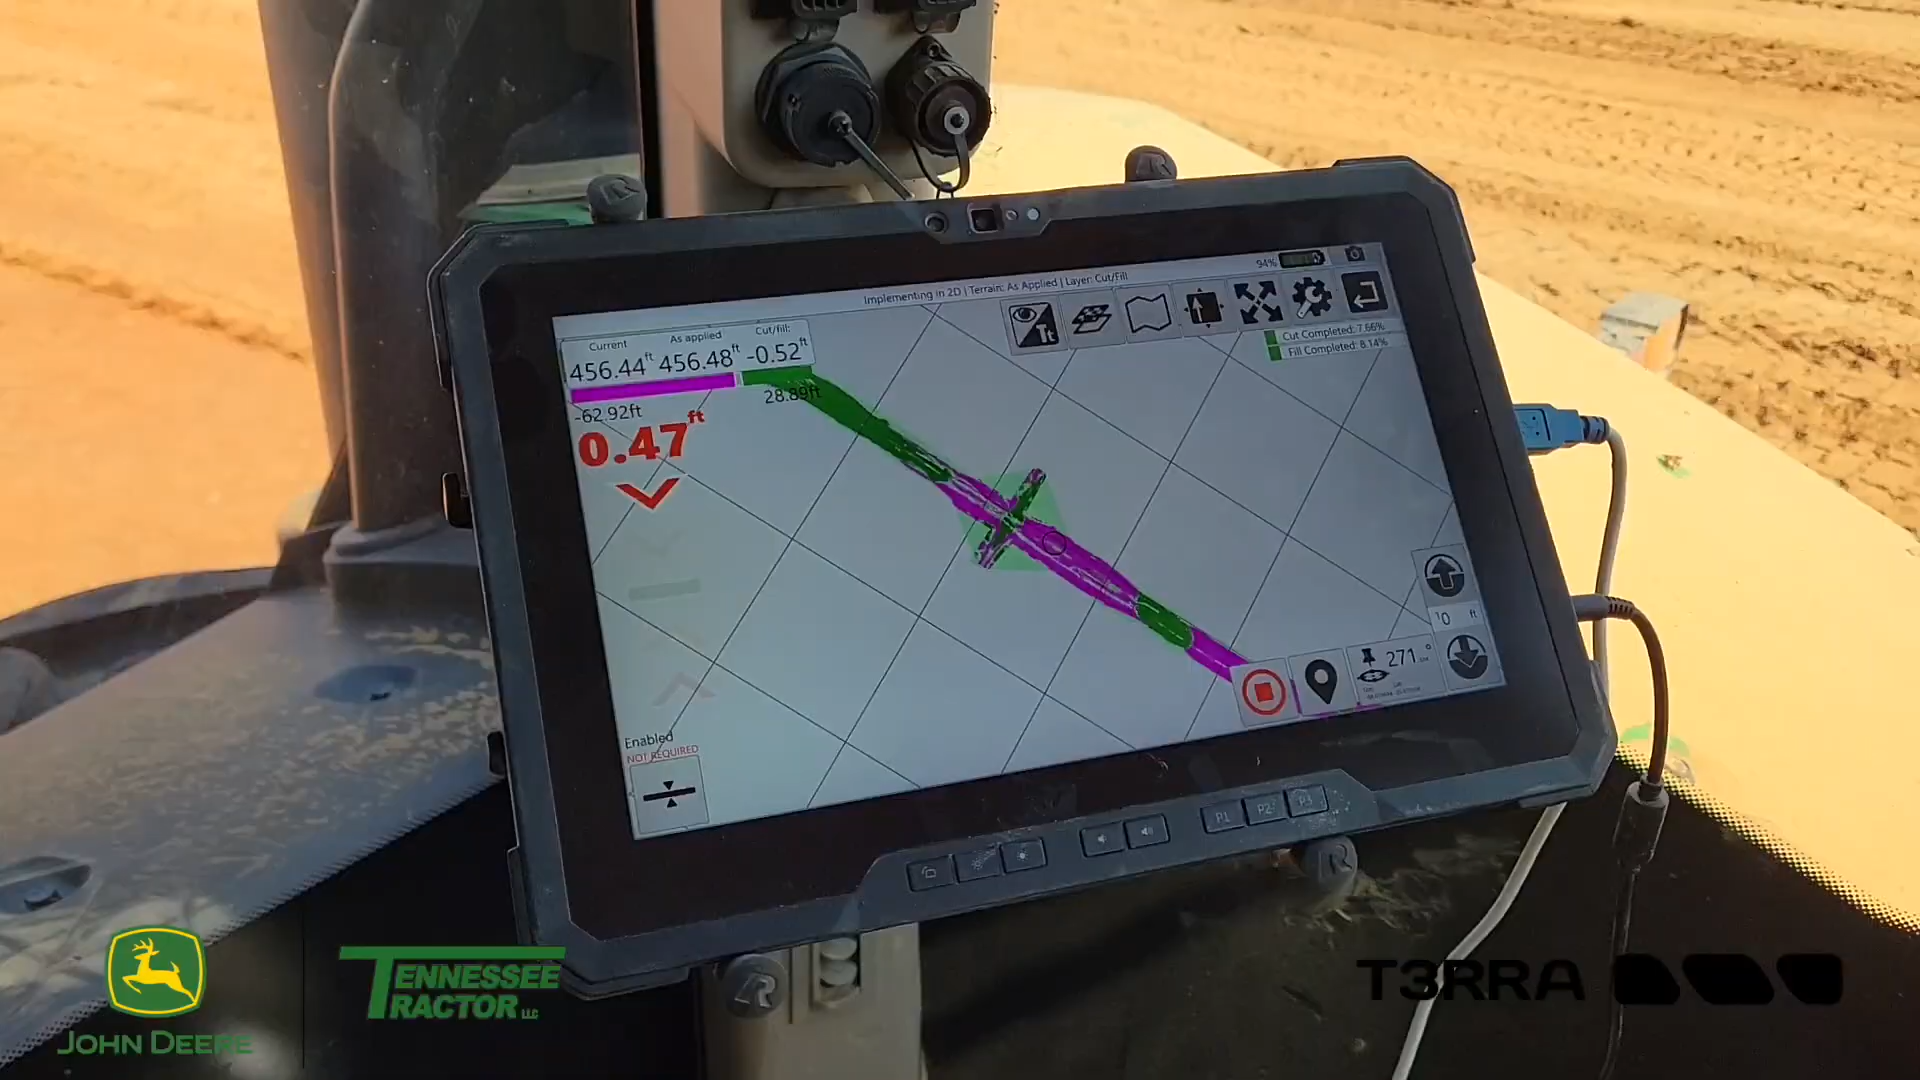 94%
Implementing in 2D | Terrain: As Applied | Layer: Cut/Fill
Current As applied Cut/fill:
456.44ft 456.48ft -0.52ft
-62.92ft 28.89ft
0.47ft
Cut Completed: 7.66%
Fill Completed: 8.14%
10 ft
271°
Enabled
NOT REQUIRED
P1 P2 P3
JOHN DEERE
TENNESSEE
TRACTOR LLC
T3RRA